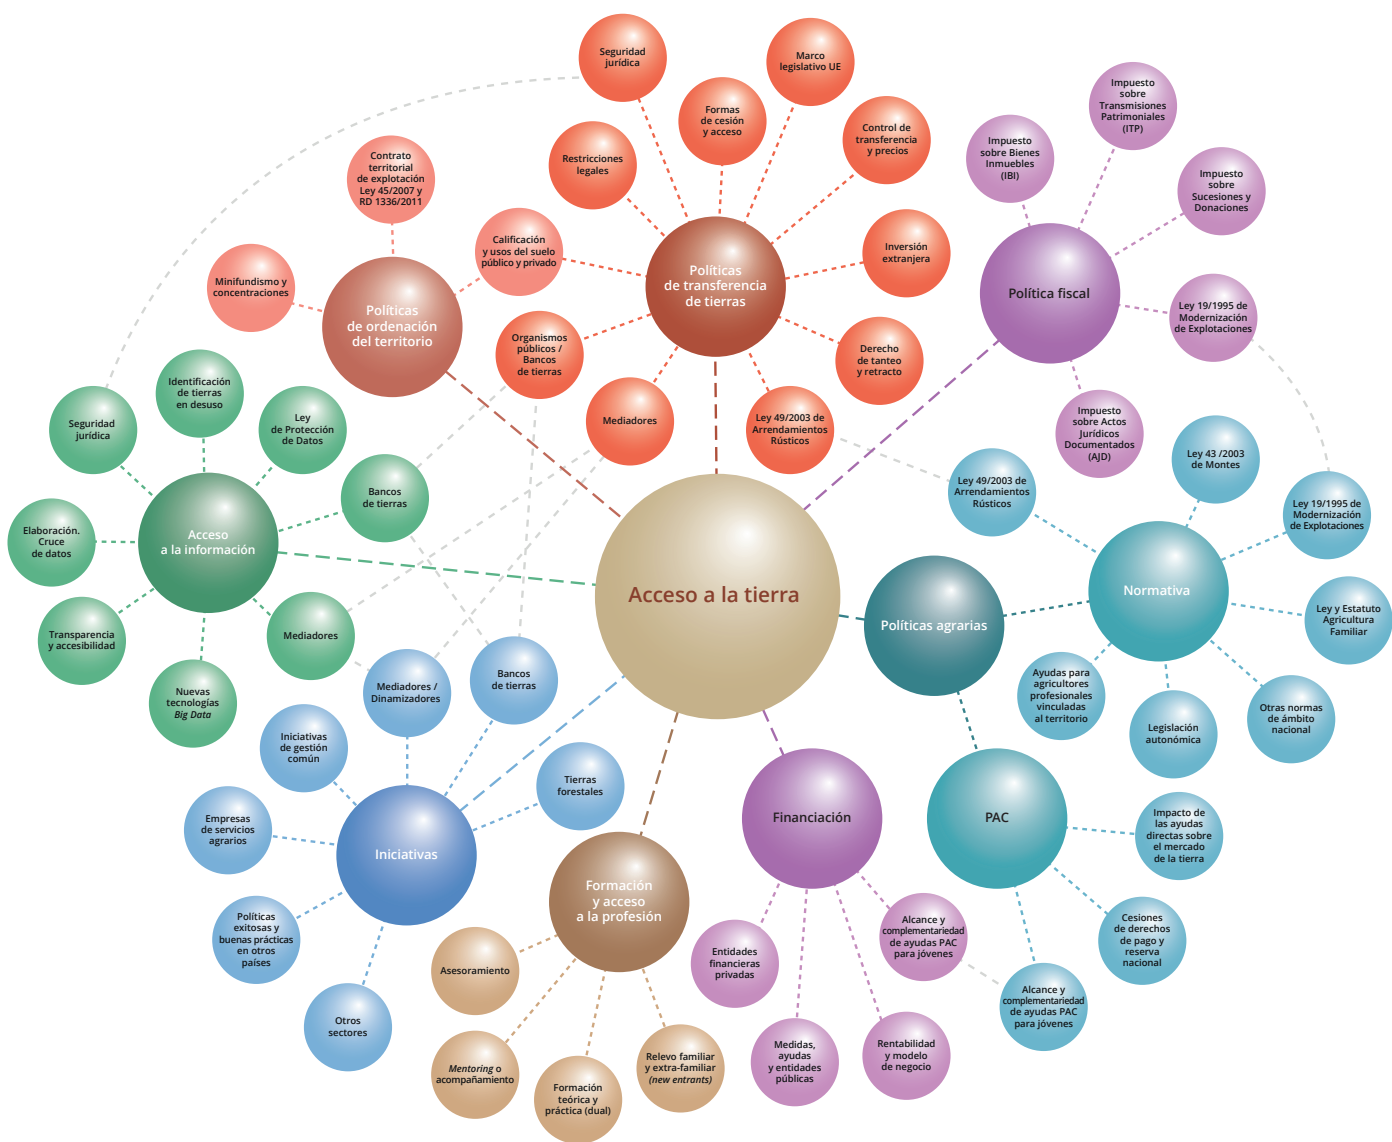 Seguridad
jurídica
Marco
legislativo UE
Formas
de cesión
y acceso
Control de
transferencia
y precios
Restricciones
legales
Inversión
extranjera
Derecho
de tanteo
y retracto
Ley 49/2003 de
Arrendamientos
Rústicos
Mediadores
Organismos
públicos /
Bancos
de tierras
Políticas
de transferencia
de tierras
Contrato
territorial
de explotación
Ley 45/2007 y
RD 1336/2011
Calificación
y usos del suelo
público y privado
Minifundismo y
concentraciones
Políticas
de ordenación
del territorio
Impuesto
sobre
Transmisiones
Patrimoniales
(ITP)
Impuesto
sobre Bienes
Inmuebles
(IBI)
Impuesto
sobre
Sucesiones y
Donaciones
Política fiscal
Ley 19/1995 de
Modernización
de Explotaciones
Impuesto
sobre Actos
Jurídicos
Documentados
(AJD)
Identificación
de tierras
en desuso
Seguridad
jurídica
Ley
de Protección
de Datos
Bancos
de tierras
Elaboración.
Cruce
de datos
Acceso
a la información
Transparencia
y accesibilidad
Mediadores
Nuevas
tecnologías
Big Data
Acceso a la tierra
Políticas agrarias
Ley 49/2003 de
Arrendamientos
Rústicos
Ley 43 /2003
de Montes
Ley 19/1995 de
Modernización
de Explotaciones
Normativa
Ley y Estatuto
Agricultura
Familiar
Ayudas para
agricultores
profesionales
vinculadas
al territorio
Legislación
autonómica
Otras normas
de ámbito
nacional
Mediadores /
Dinamizadores
Bancos
de tierras
Iniciativas
de gestión
común
Tierras
forestales
Empresas
de servicios
agrarios
Iniciativas
Políticas
exitosas y
buenas prácticas
en otros
países
Otros
sectores
Formación
y acceso
a la profesión
Asesoramiento
Mentoring o
acompañamiento
Formación
teórica y
práctica (dual)
Relevo familiar
y extra-familiar
(new entrants)
Financiación
Entidades
financieras
privadas
Medidas,
ayudas
y entidades
públicas
Rentabilidad
y modelo
de negocio
Alcance y
complementariedad
de ayudas PAC
para jóvenes
PAC
Impacto de
las ayudas
directas sobre
el mercado
de la tierra
Cesiones
de derechos
de pago y
reserva
nacional
Alcance y
complementariedad
de ayudas PAC
para jóvenes